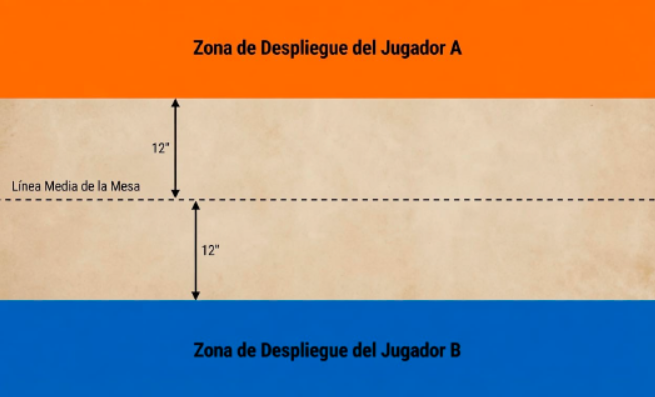 Zona de Despliegue del Jugador A
12"
Línea Media de la Mesa
12"
Zona de Despliegue del Jugador B